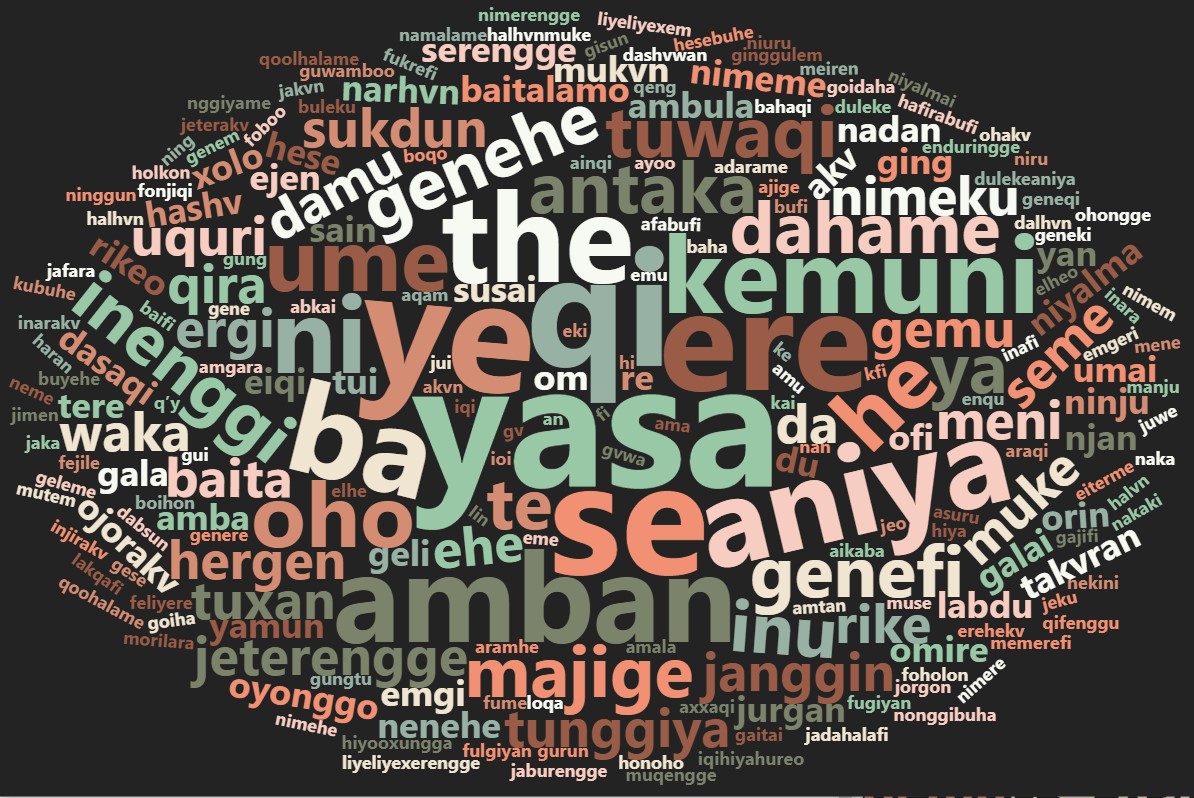 nimerengge
liyeliyexem
namalame
halhvnmuke
serengge
gisun
hesebuhe
niuru
qoolhalame
guwamboo
fukrefi
dashvwan
ginggulem
mukvn
nimeme
meiren
goidaha
niyalmai
nggiyame
jakvn
narhvn
baitalamo
qeng
buleku
ambula
bahaqi
duleke
hafirabufi
jeterakv
foboo
sukdun
genehe
tuwaqi
nadan
ohakv
ning
genem
hese
boqo
enduringge
holkon
xolo
ejen
damu
ainqi
ayoo
adarame
akv
ging
niru
ninggun
fonjiqi
antaka
ajige
nimeku
dulekeaniya
halhvn
hashv
sain
the
afabufi
bufi
dahame
geneqi
dalhvn
ohongge
uquri
gung
ume
baha
kemuni
geneki
yan
rikeo
jafara
qira
emu
elheo
niyalma
kubuhe
inenggi
gene
abkai
aqam
susai
qi
inara
nimem
inarakv
baifi
ergi
ni
ye
eki
ere
gemu
inafi
emgeri
mene
haran
dasaqi
amgara
jui
hi
ke
seme
buyehe
eiqi
tui
akvn
om
re
amu
kfi
he
ya
umai
neme
jimen
tere
q'y
ba
iqi
yasa
an
fi
kai
enqu
ninju
manju
jaka
waka
gui
gv
ama
da
nan
ofi
meni
njan
juwe
fejile
gala
baita
ioi
gvwa
du
araqi
naka
geleme
mutem
boihon
elhe
se
aniya
muke
eiterme
halvn
ojorakv
dabsun
amba
oho
lin
te
jeo
asuru
hiya
orin
nakaki
injirakv
genere
geli
ehe
eme
aikaba
galai
gajifi
lakqafi
gese
hergen
amban
genefi
takvran
qoohalame
feliyere
tuxan
amtan
muse
labdu
hekini
goiha
yamun
inu
rike
jeku
morilara
erehekv
qifenggu
jeterengge
aramhe
amala
omire
memerefi
gungtu
majige
janggin
foholon
oyonggo
emgi
jorgon
nimere
fume
loqa
axxaqi
jurgan
fugiyan
nonggibuha
nimehe
nenehe
tunggiya
gaitai
jadahalafi
hiyooxungga
fulgiyan gurun
liyeliyexerengge
honoho
iqihiyahureo
jaburengge
muqengge